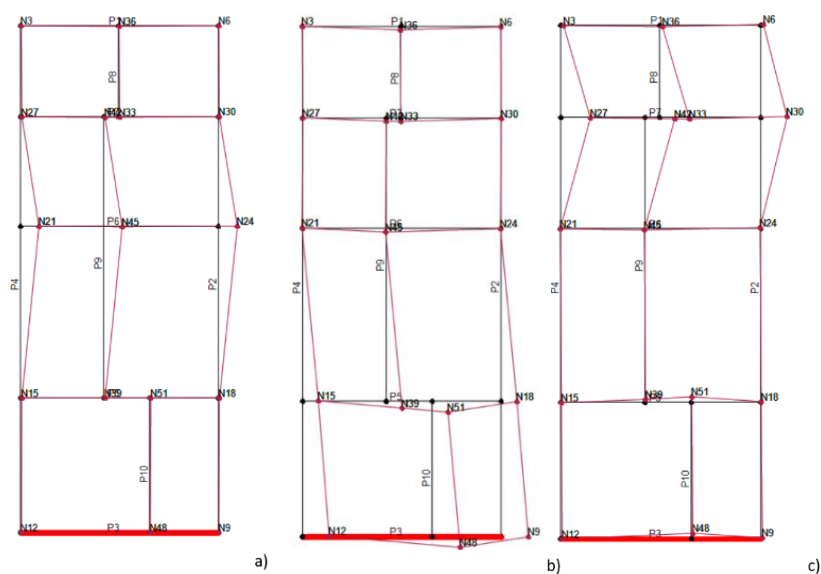 N3 P1 N36 N6
P8
N27 N33 N30
N21 P6 N45 N24
P9
P4 P2
N15 N51 N18
P10
N12 P3 N48 N9
a)
N3 P1 N36 N6
P8
N27 N33 N30
N21 N45 N24
P9
P4 P2
N15 P5 N39 N51 N18
P10
N12 P3 N48 N9
b)
N3 N36 N6
P8
N27 P7 N42 N33 N30
N21 N24
P9
P4 P2
N15 N39 N51 N18
P10
N12 P3 N48 N9
c)